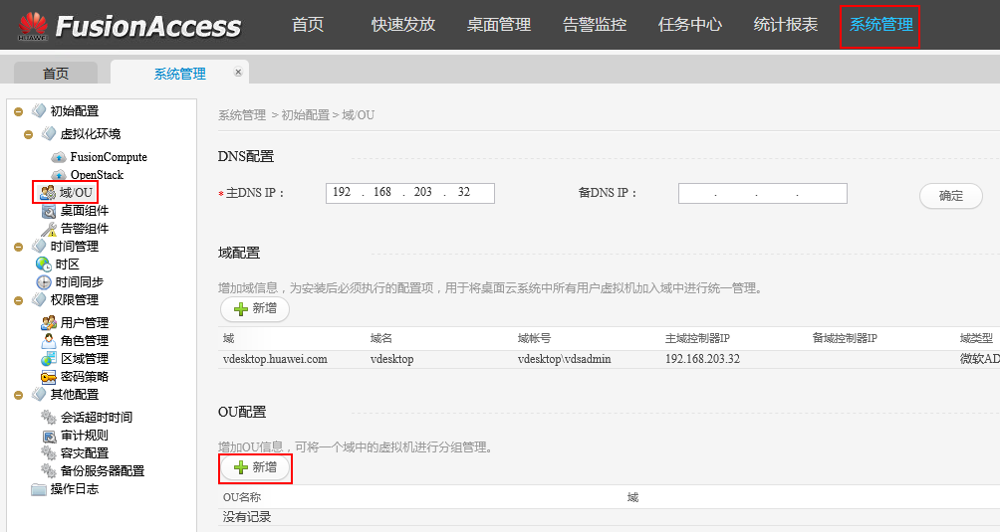 HUAWEI FusionAccess 首页 快速发放 桌面管理 告警监控 任务中心 统计报表 系统管理
首页 系统管理
初始配置
虚拟化环境
FusionCompute
OpenStack
域/OU
桌面组件
告警组件
时间管理
时区
时间同步
权限管理
用户管理
角色管理
区域管理
密码策略
其他配置
会话超时时间
审计规则
容灾配置
备份服务器配置
操作日志
系统管理 > 初始配置 > 域/OU
DNS配置
*主DNS IP： 192 . 168 . 203 . 32 备DNS IP： . . . 确定
域配置
增加域信息，为安装后必须执行的配置项，用于将桌面云系统中所有用户虚拟机加入域中进行统一管理。
新增
域 域名 域帐号 主域控制器IP 备域控制器IP 域类型
vdesktop.huawei.com vdesktop vdesktop\vdsadmin 192.168.203.32 微软AD
OU配置
增加OU信息，可将一个域中的虚拟机进行分组管理。
新增
OU名称 域
没有记录